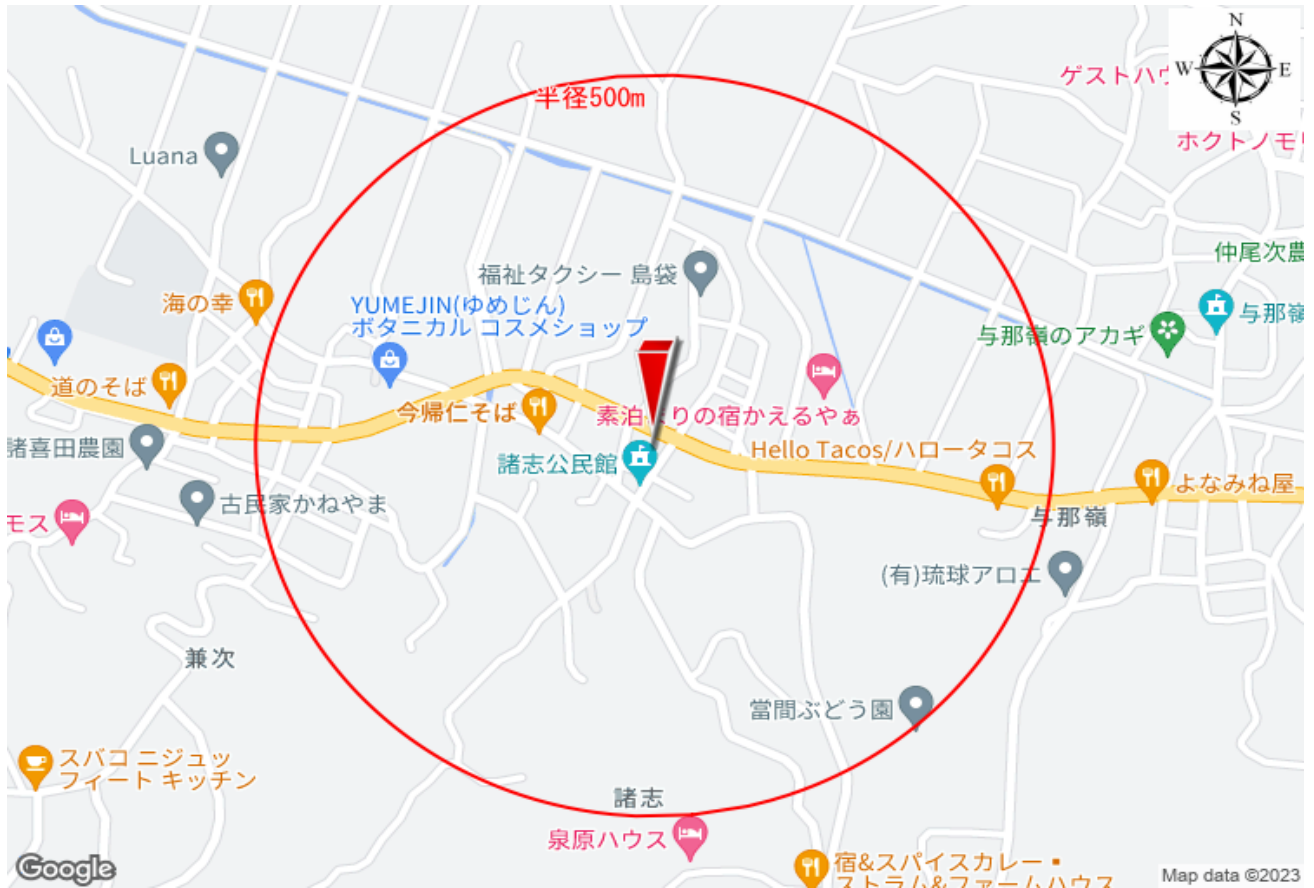 N
W
E
S
半径500m
ゲストハウ
ホクトノモリ
Luana
仲尾次農
福祉タクシー 島袋
海の幸
YUMEJIN(ゆめじん)
ボタニカル コスメショップ
与那嶺
与那嶺のアカギ
道のそば
今帰仁そば
素泊まりの宿かえるやぁ
諸喜田農園
諸志公民館
Hello Tacos/ハロータコス
よなみね屋
古民家かねやま
モス
与那嶺
(有)琉球アロエ
兼次
當間ぶどう園
スバコ ニジュッ
フィート キッチン
諸志
泉原ハウス
宿&スパイスカレー・
ストラム&ファームハウス
Google
Map data ©2023